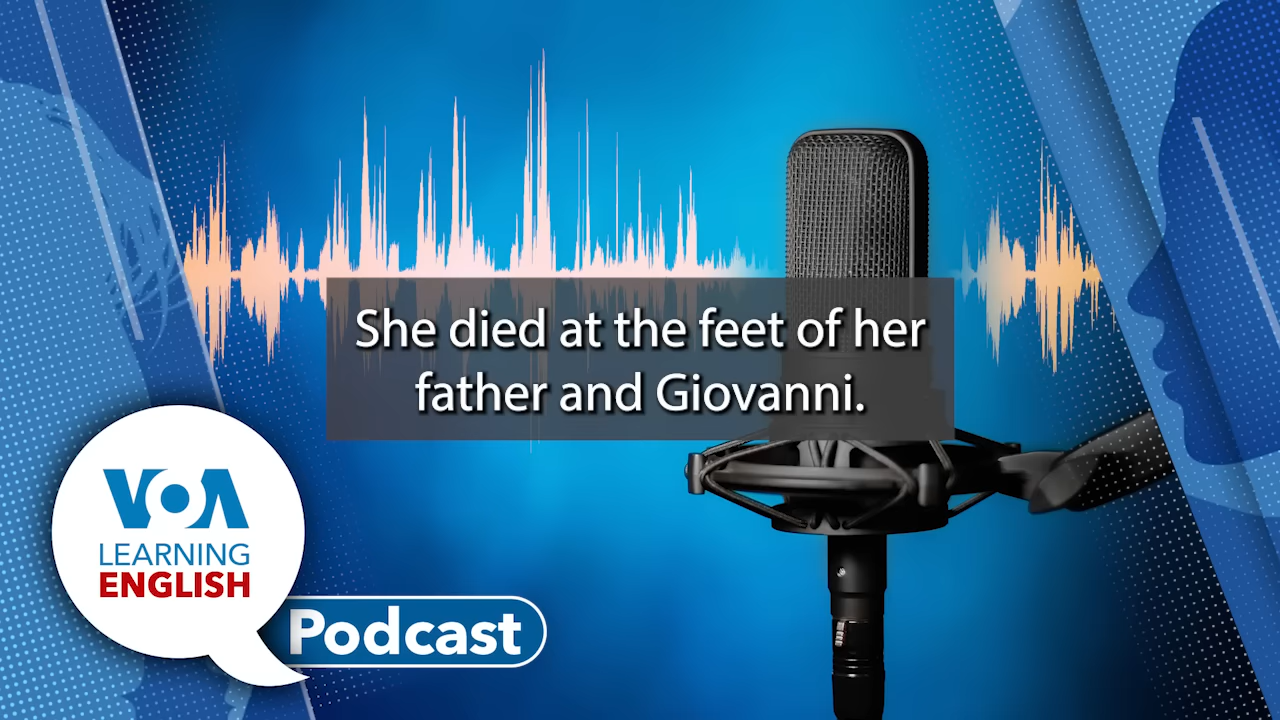 She died at the feet of her
father and Giovanni.
VOA
LEARNING
ENGLISH
Podcast